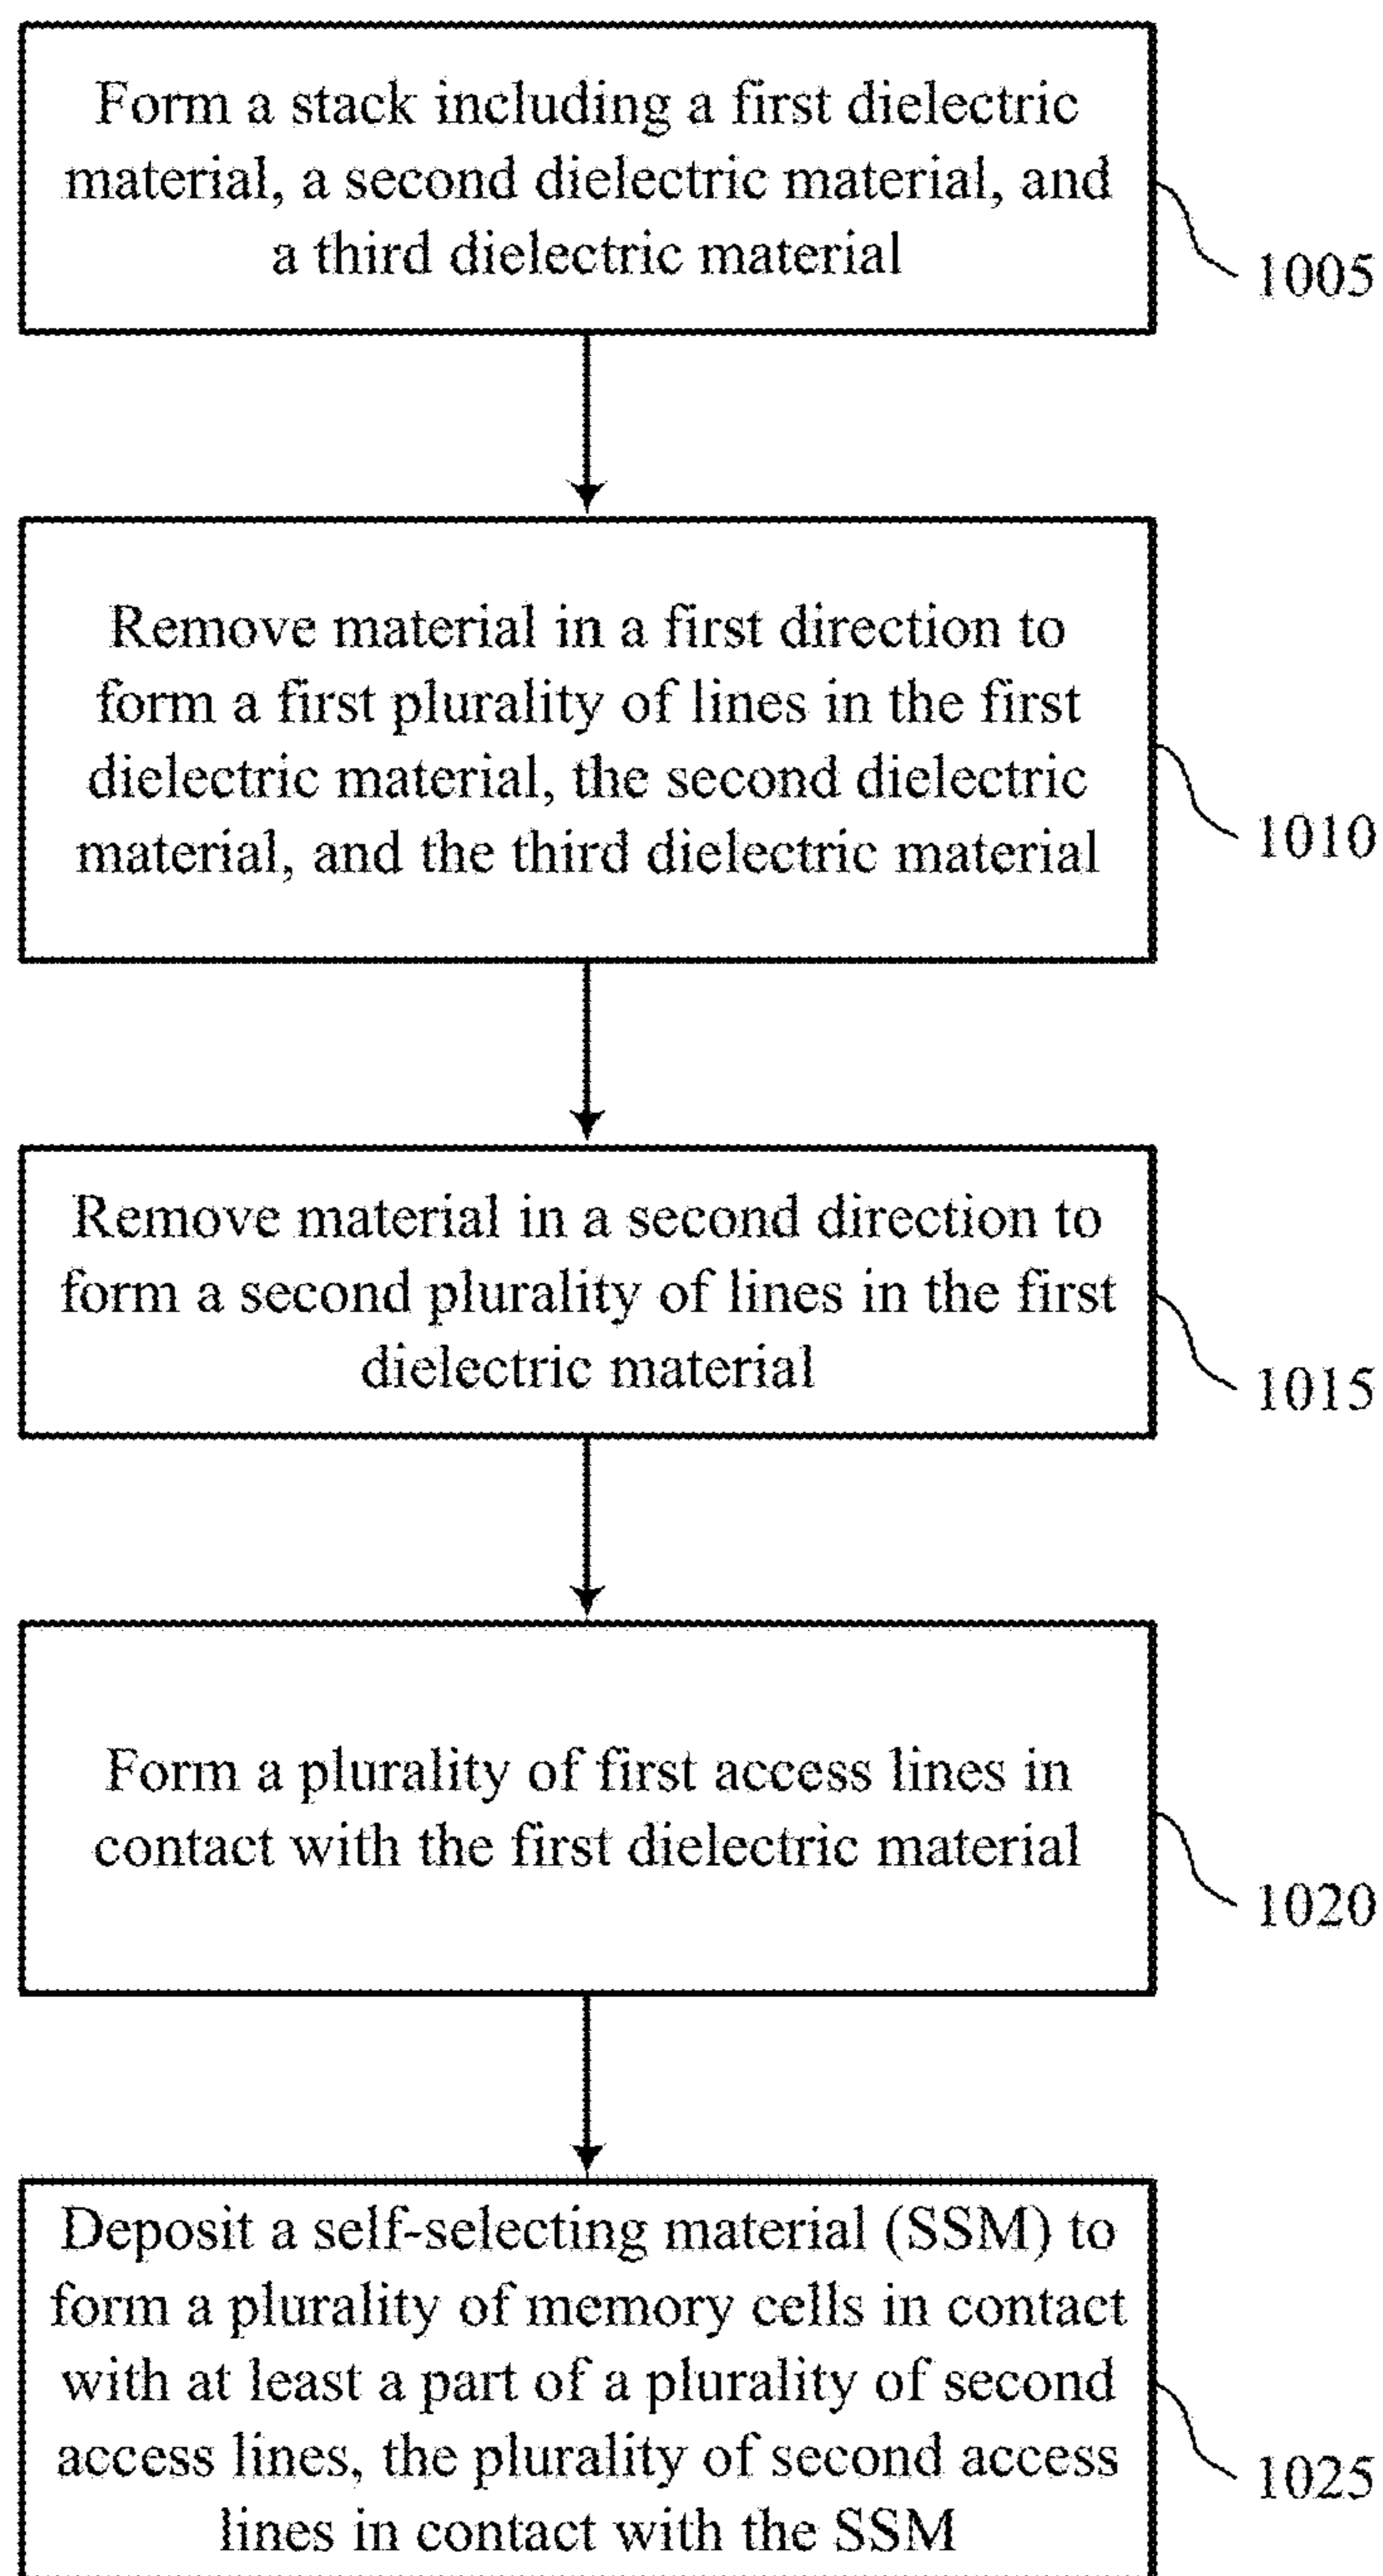 Form a stack including a first dielectric
material, a second dielectric material, and
a third dielectric material
1005
Remove material in a first direction to
form a first plurality of lines in the first
dielectric material, the second dielectric
material, and the third dielectric material
1010
Remove material in a second direction to
form a second plurality of lines in the first
dielectric material
1015
Form a plurality of first access lines in
contact with the first dielectric material
1020
Deposit a self-selecting material (SSM) to
form a plurality of memory cells in contact
with at least a part of a plurality of second
access lines, the plurality of second access
lines in contact with the SSM
1025